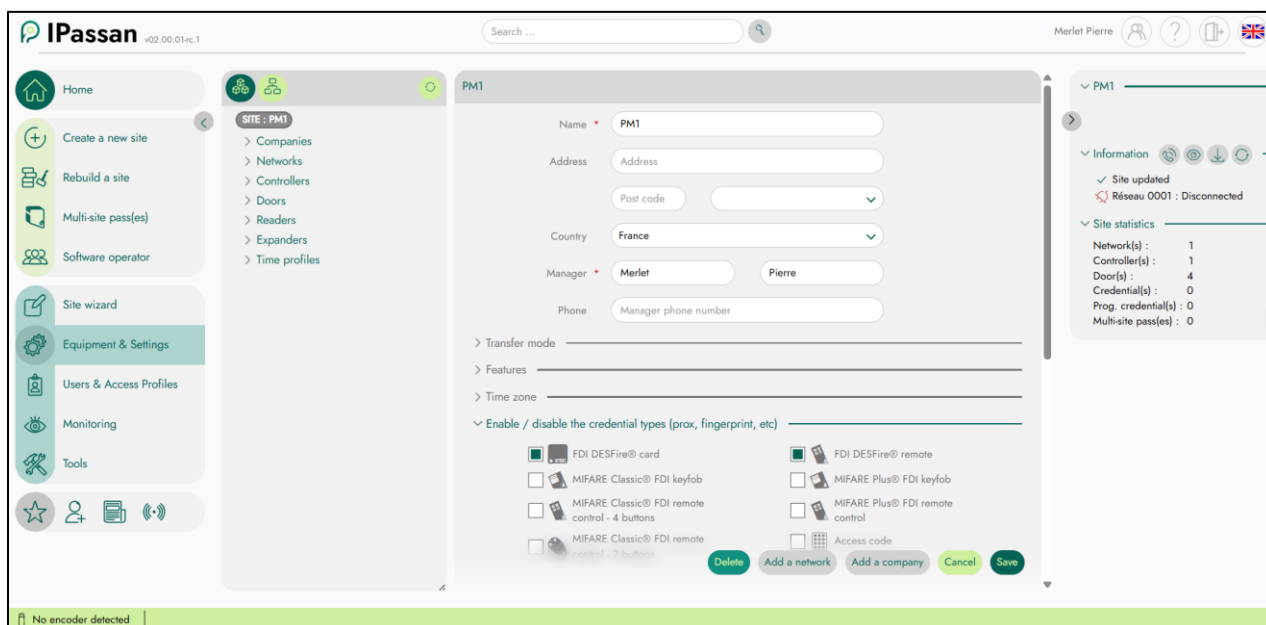 IPassan v02.00.01-rc.1
Search ...
Merlet Pierre
Home
Create a new site
Rebuild a site
Multi-site pass(es)
Software operator
Site wizard
Equipment & Settings
Users & Access Profiles
Monitoring
Tools
SITE : PM1
Companies
Networks
Controllers
Doors
Readers
Expanders
Time profiles
PM1
Name * PM1
Address Address
Post code
Country France
Manager * Merlet Pierre
Phone Manager phone number
Transfer mode
Features
Time zone
Enable / disable the credential types (prox, fingerprint, etc)
FDI DESFire® card
FDI DESFire® remote
MIFARE Classic® FDI keyfob
MIFARE Plus® FDI keyfob
MIFARE Classic® FDI remote
control - 4 buttons
MIFARE Plus® FDI remote
control
MIFARE Classic® FDI remote
control - 2 buttons
Access code
Delete Add a network Add a company Cancel Save
PM1
Information
Site updated
Réseau 0001 : Disconnected
Site statistics
Network(s) : 1
Controller(s) : 1
Door(s) : 4
Credential(s) : 0
Prog. credential(s) : 0
Multi-site pass(es) : 0
No encoder detected